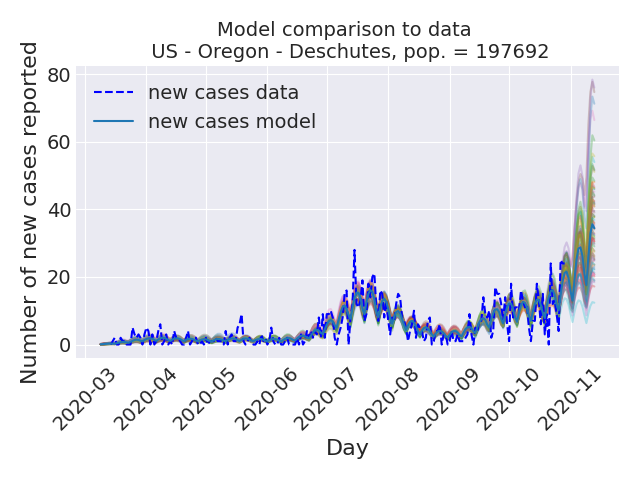 Model comparison to data
US - Oregon - Deschutes, pop. = 197692
Number of new cases reported
80
60
40
20
0
new cases data
new cases model
2020-03
2020-04
2020-05
2020-06
2020-07
2020-08
2020-09
2020-10
2020-11
Day